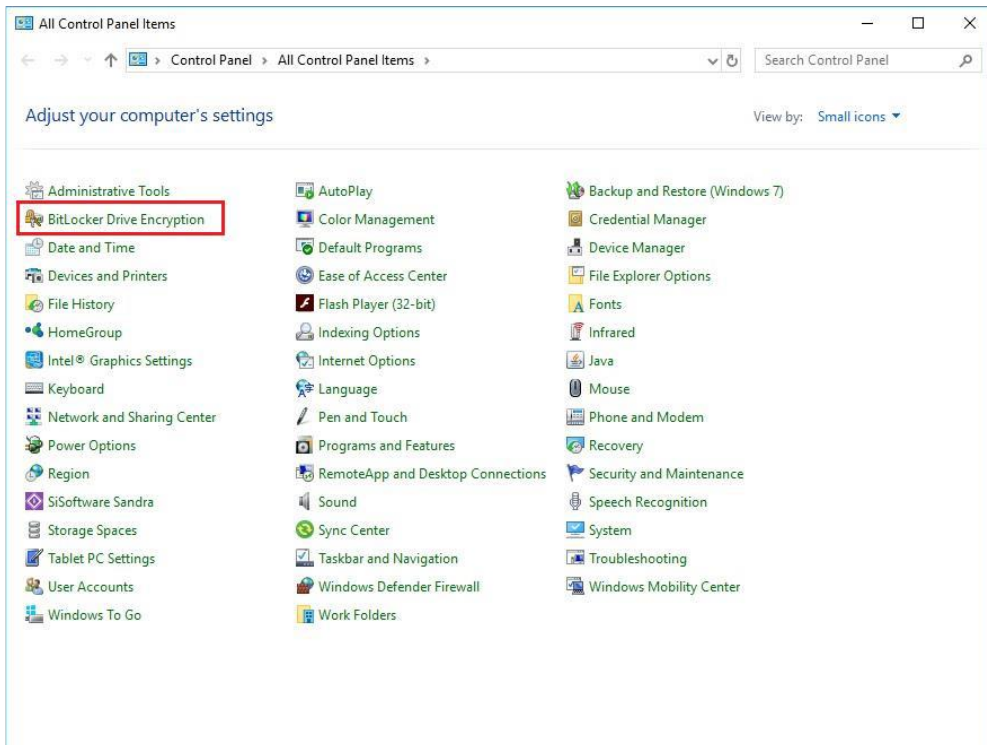 All Control Panel Items
Control Panel > All Control Panel Items >
Search Control Panel
Adjust your computer's settings
View by: Small icons
Administrative Tools AutoPlay Backup and Restore (Windows 7)
BitLocker Drive Encryption Color Management Credential Manager
Date and Time Default Programs Device Manager
Devices and Printers Ease of Access Center File Explorer Options
File History Flash Player (32-bit) Fonts
HomeGroup Indexing Options Infrared
Intel® Graphics Settings Internet Options Java
Keyboard Language Mouse
Network and Sharing Center Pen and Touch Phone and Modem
Power Options Programs and Features Recovery
Region RemoteApp and Desktop Connections Security and Maintenance
SiSoftware Sandra Sound Speech Recognition
Storage Spaces Sync Center System
Tablet PC Settings Taskbar and Navigation Troubleshooting
User Accounts Windows Defender Firewall Windows Mobility Center
Windows To Go Work Folders